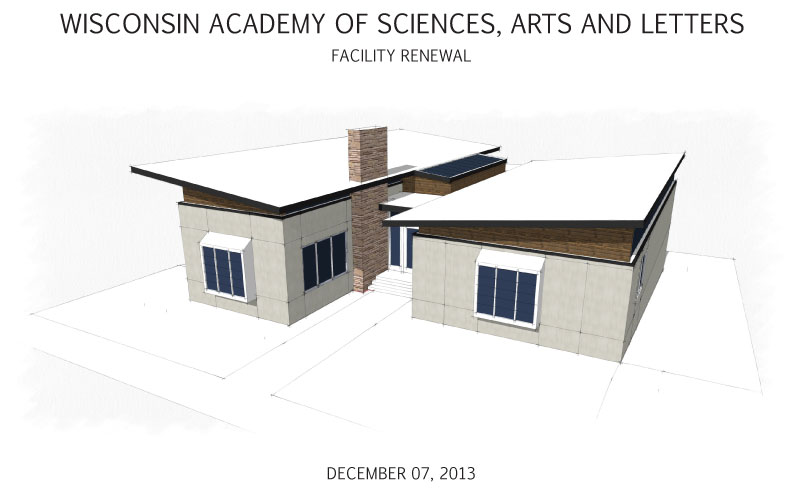 WISCONSIN ACADEMY OF SCIENCES, ARTS AND LETTERS
FACILITY RENEWAL
DECEMBER 07, 2013